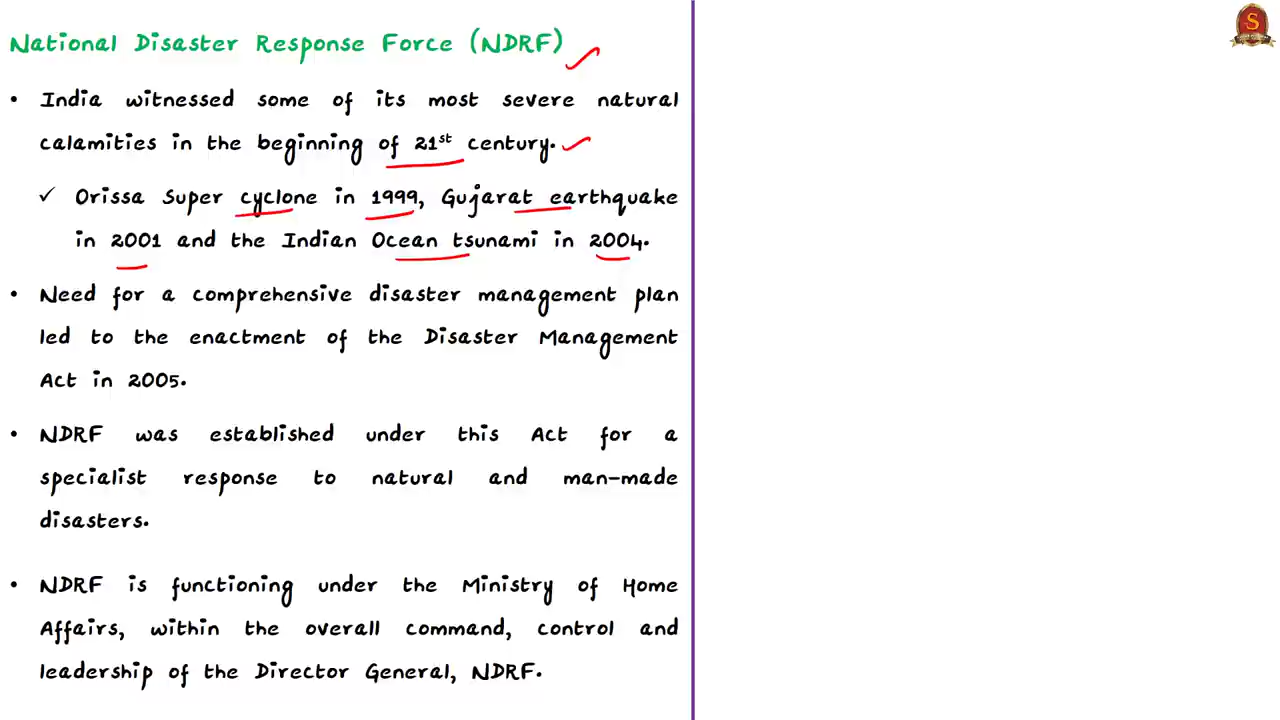 National Disaster Response Force (NDRF)
• India witnessed some of its most severe natural
calamities in the beginning of 21st century.
✓ Orissa Super cyclone in 1999, Gujarat earthquake
in 2001 and the Indian Ocean tsunami in 2004.
• Need for a comprehensive disaster management plan
led to the enactment of the Disaster Management
Act in 2005.
• NDRF was established under this Act for a
specialist response to natural and man-made
disasters.
• NDRF is functioning under the Ministry of Home
Affairs, within the overall command, control and
leadership of the Director General, NDRF.
S